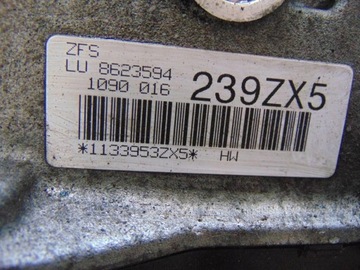 ZFS
LU 8623594
1090 016 239ZX5
*1133953ZX5* HW